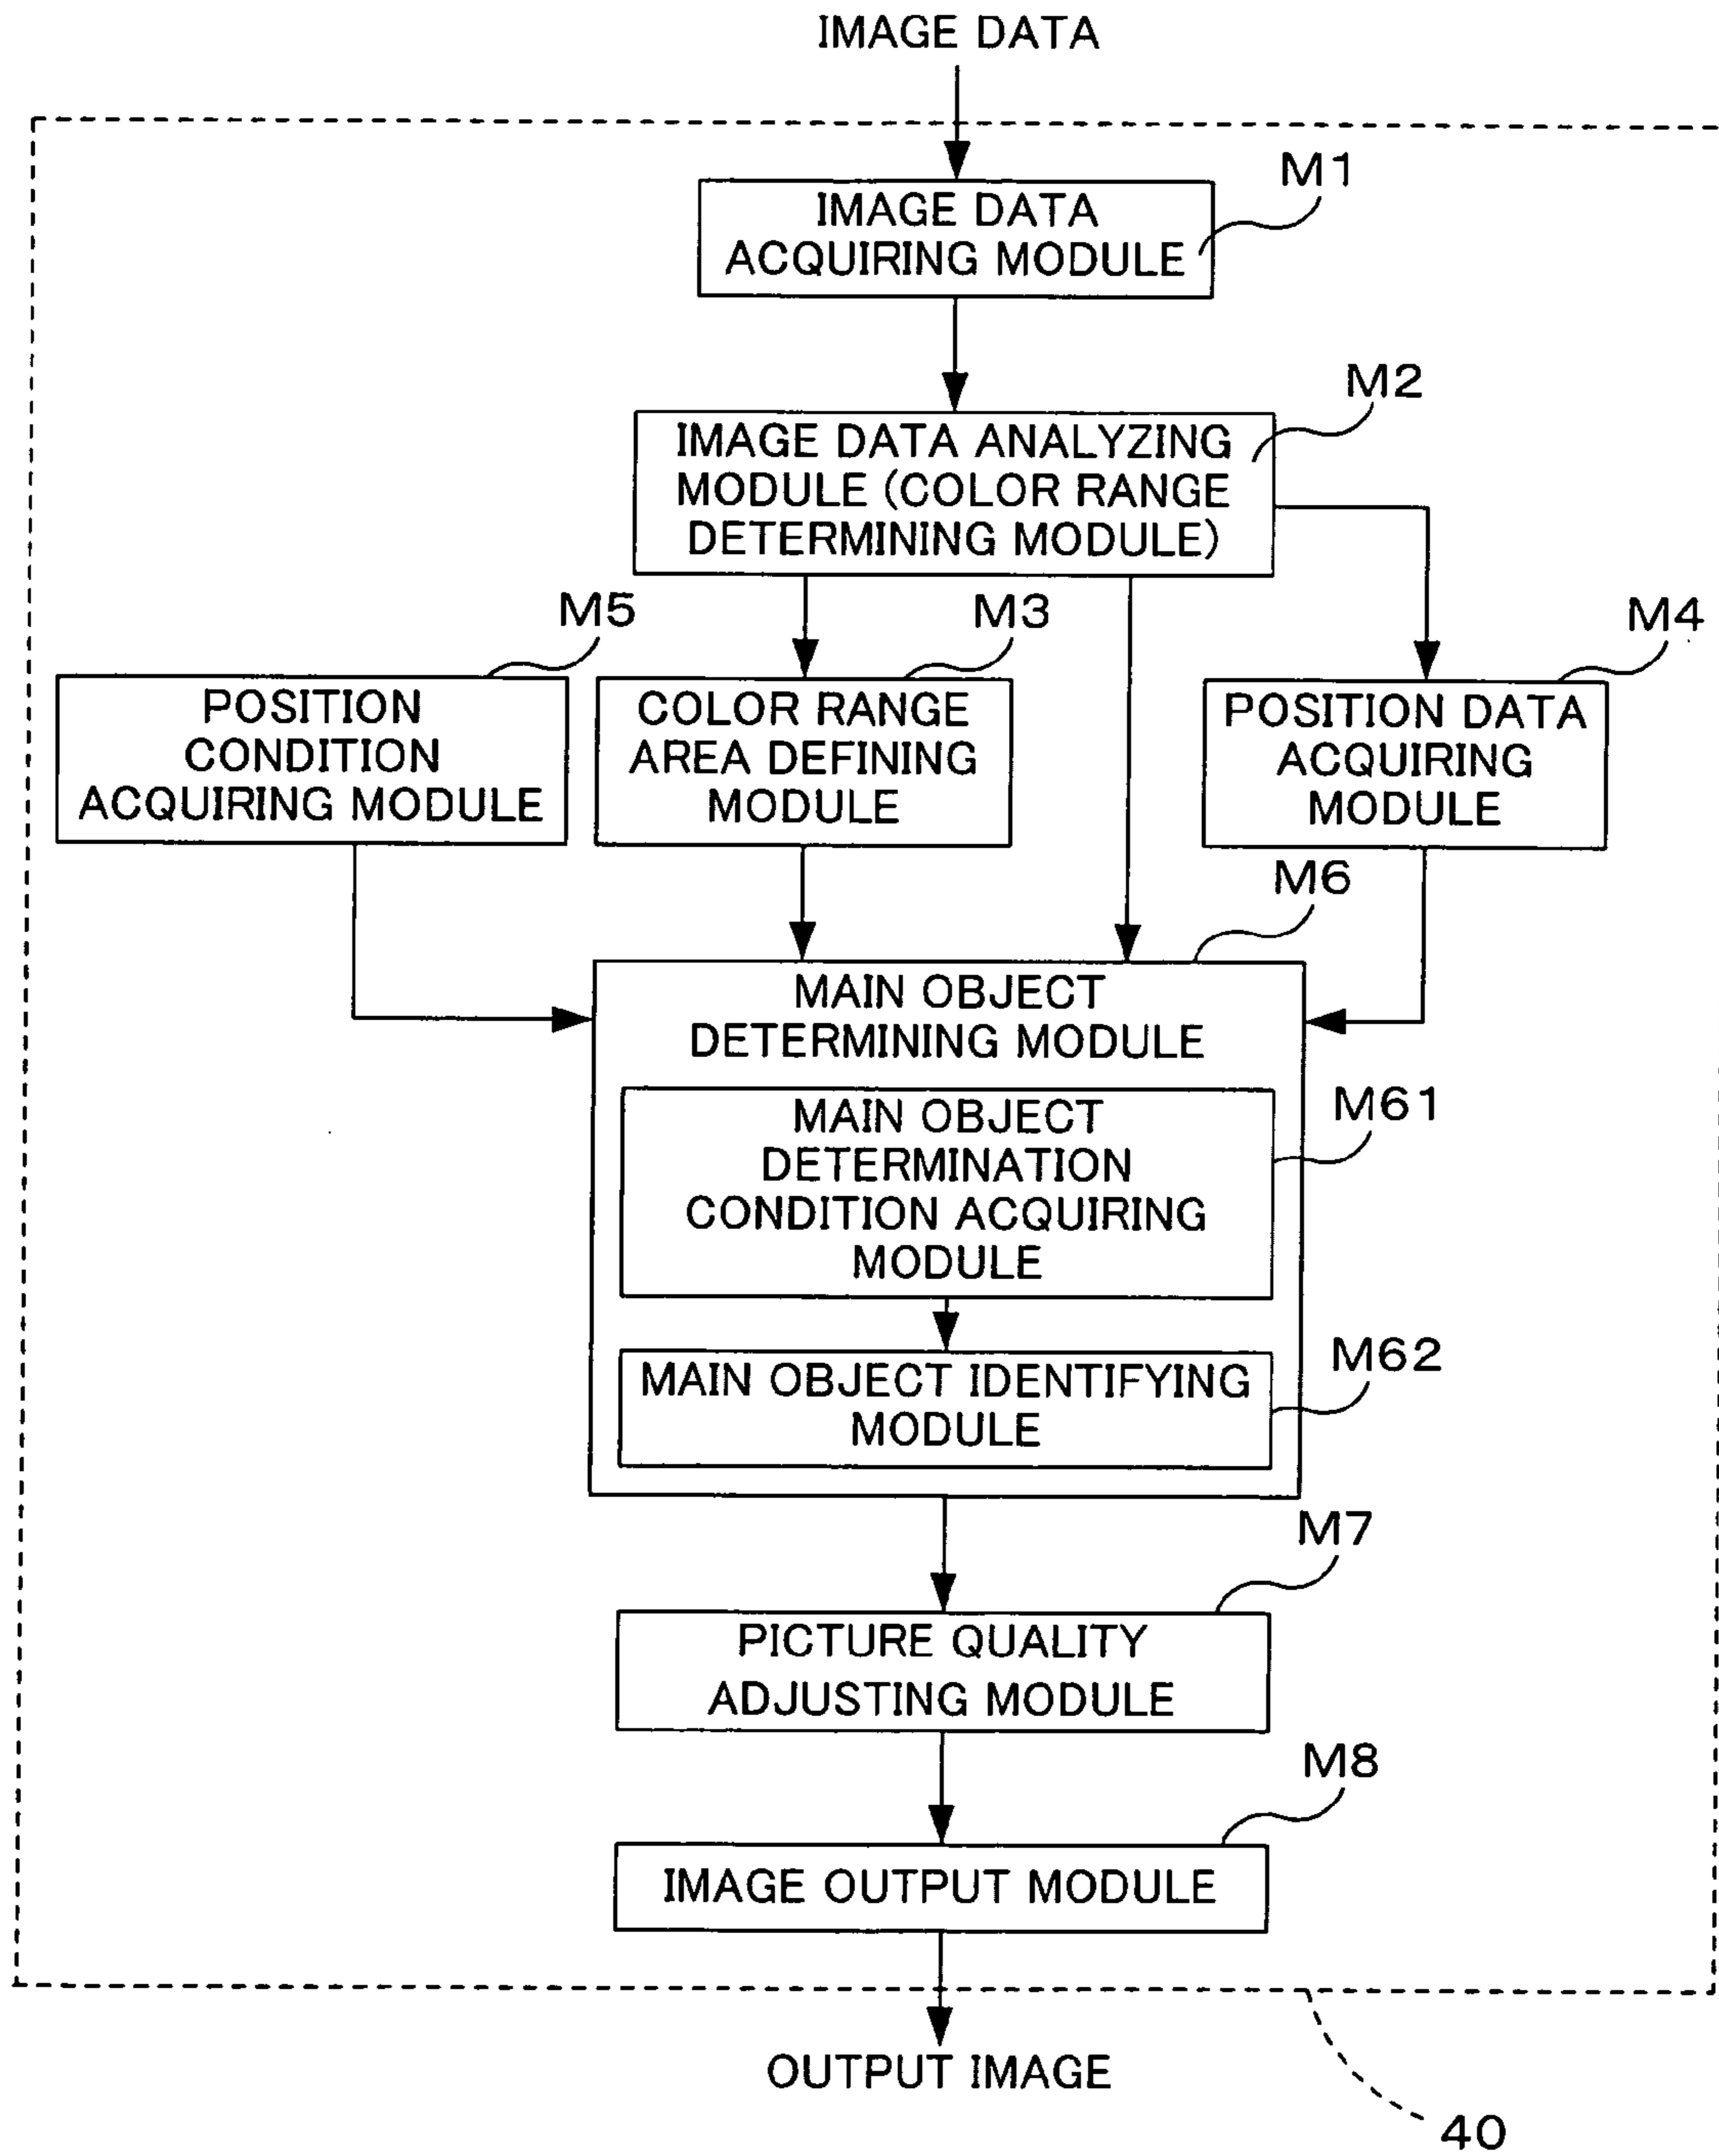 IMAGE DATA
M1
IMAGE DATA
ACQUIRING MODULE
M2
IMAGE DATA ANALYZING
MODULE (COLOR RANGE
DETERMINING MODULE)
M5
POSITION
CONDITION
ACQUIRING MODULE
M3
COLOR RANGE
AREA DEFINING
MODULE
M4
POSITION DATA
ACQUIRING
MODULE
M6
MAIN OBJECT
DETERMINING MODULE
M61
MAIN OBJECT
DETERMINATION
CONDITION ACQUIRING
MODULE
M62
MAIN OBJECT IDENTIFYING
MODULE
M7
PICTURE QUALITY
ADJUSTING MODULE
M8
IMAGE OUTPUT MODULE
OUTPUT IMAGE
40